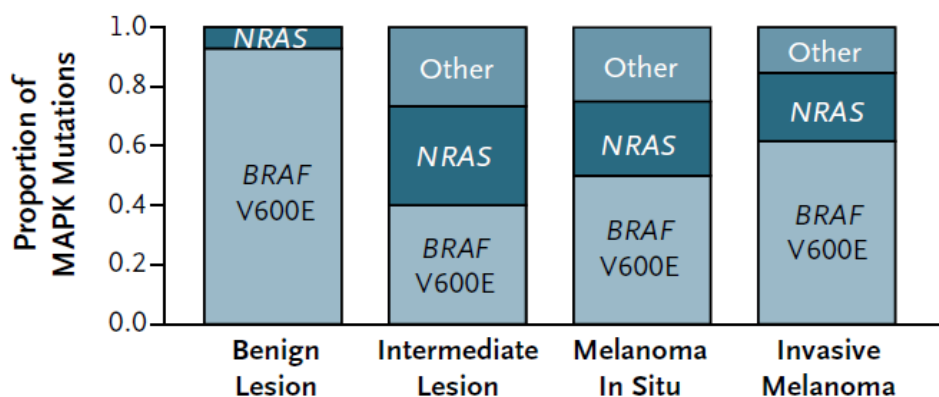 Proportion of
MAPK Mutations
1.0
0.8
0.6
0.4
0.2
0.0
NRAS
BRAF
V600E
Other
NRAS
BRAF
V600E
Other
NRAS
BRAF
V600E
Other
NRAS
BRAF
V600E
Benign
Lesion
Intermediate
Lesion
Melanoma
In Situ
Invasive
Melanoma